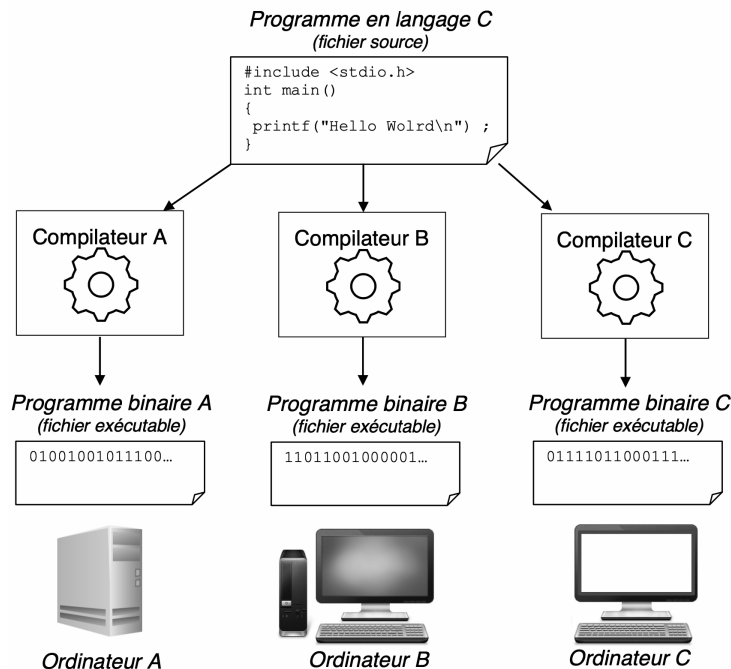 Programme en langage C
(fichier source)
#include <stdio.h>
int main()
{
printf("Hello Wolrd\n") ;
}
Compilateur A
Compilateur B
Compilateur C
Programme binaire A
(fichier exécutable)
Programme binaire B
(fichier exécutable)
Programme binaire C
(fichier exécutable)
01001001011100…
11011001000001…
01111011000111…
Ordinateur A
Ordinateur B
Ordinateur C